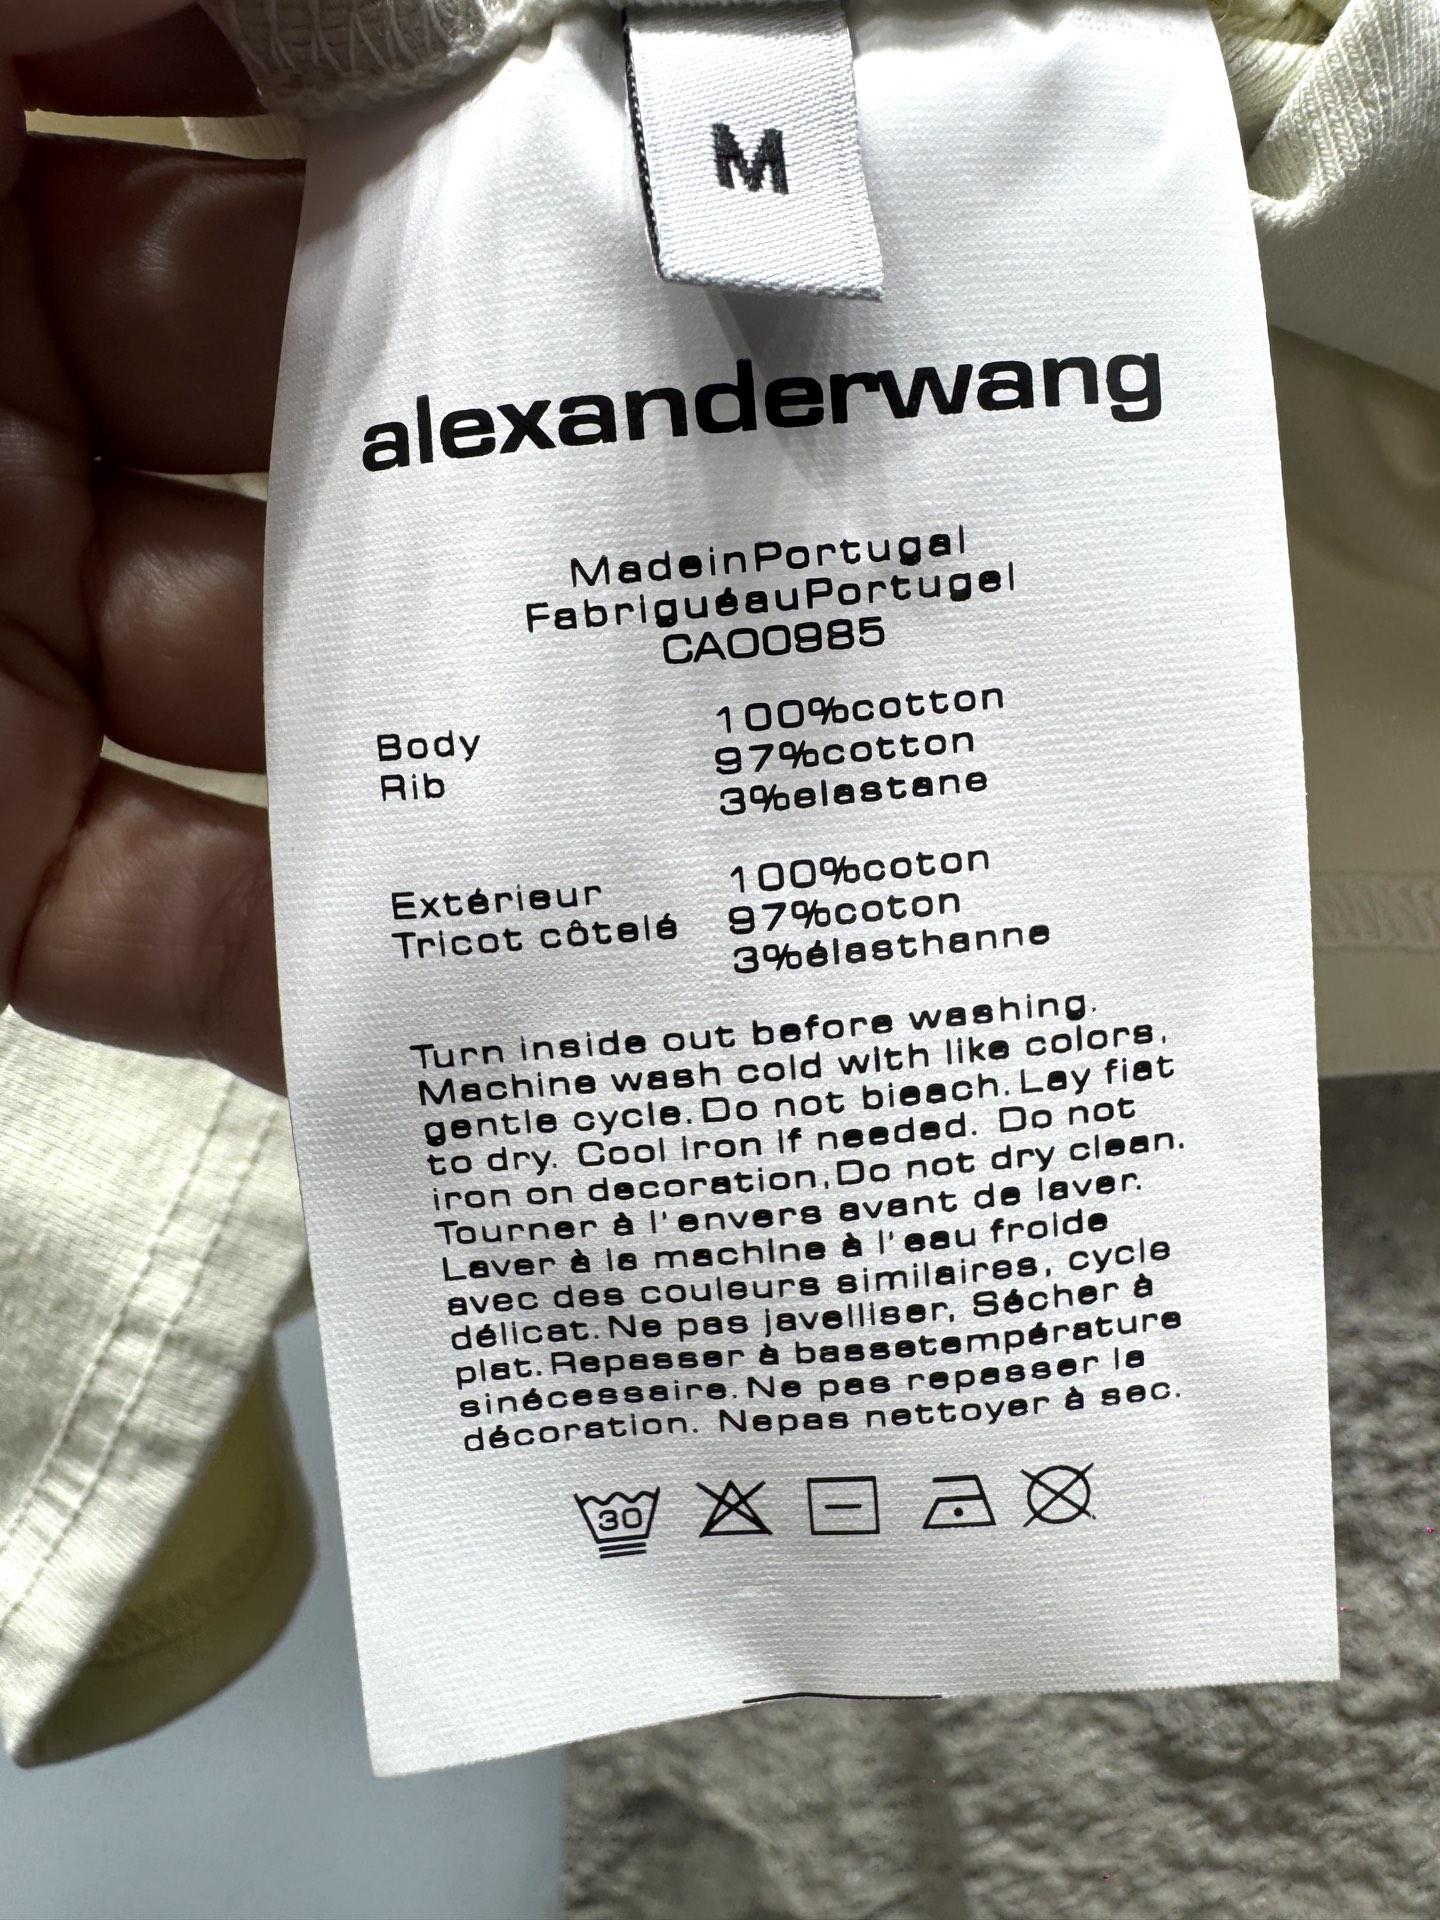 M
alexanderwang
MadeinPortugal
FabriguéauPortugel
CA00985
Body 100%cotton
Rib 97%cotton
3%elastane
Extérieur 100%coton
Tricot côtelé 97%coton
3%élasthanne
Turn inside out before washing.
Machine wash cold with like colors,
gentle cycle. Do not bieach. Lay fiat
to dry. Cool iron if needed. Do not
iron on decoration, Do not dry clean.
Tourner à l'envers avant de laver.
Laver à la machine à l'eau froide
avec des couleurs similaires, cycle
délicat. Ne pas javelliser, Sécher à
plat. Repasser à bassetempérature
sinécessaire. Ne pas repasser la
décoration. Nepas nettoyer à sec.
30